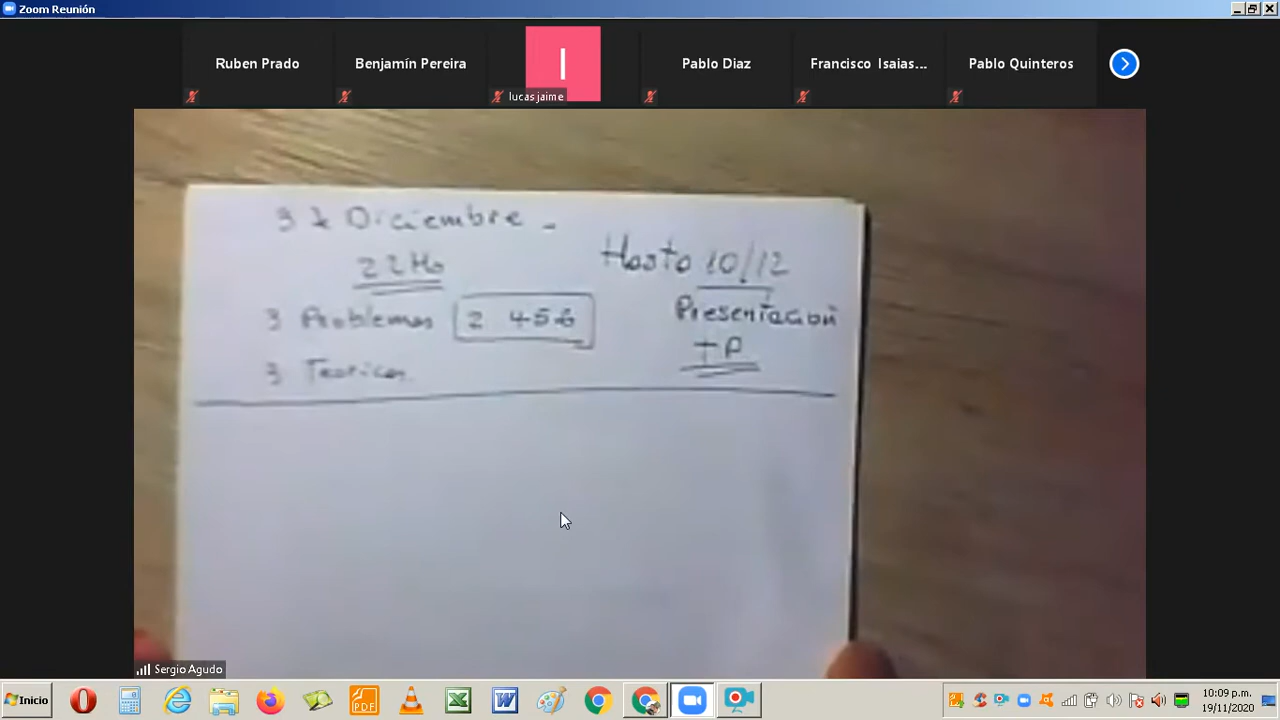 Zoom Reunión
Ruben Prado
Benjamín Pereira
I
lucas jaime
Pablo Diaz
Francisco Isaias...
Pablo Quinteros
3 Diciembre -
22 Hs
Hasta 10/12
3 Problemas 2 4 5 6
Presentación
TP
3 Teoricas
Sergio Agudo
Inicio
PDF
10:09 p.m.
19/11/2020